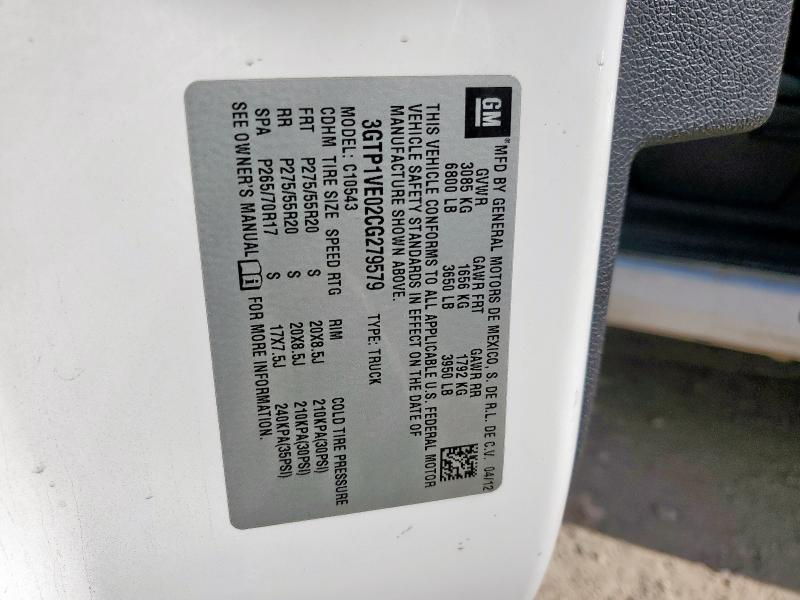 GM ® MFD BY GENERAL MOTORS DE MEXICO, S. DE R.L. DE C.V. 04/12
GVWR GAWR FRT GAWR RR
3085 KG 1656 KG 1792 KG
6800 LB 3650 LB 3950 LB
THIS VEHICLE CONFORMS TO ALL APPLICABLE U.S. FEDERAL MOTOR
VEHICLE SAFETY STANDARDS IN EFFECT ON THE DATE OF
MANUFACTURE SHOWN ABOVE.
3GTP1VE02CG279579 TYPE: TRUCK
MODEL: C10543
CDHM TIRE SIZE SPEED RTG RIM COLD TIRE PRESSURE
FRT P275/55R20 S 20X8.5J 210KPA(30PSI)
RR P275/55R20 S 20X8.5J 210KPA(30PSI)
SPA P265/70R17 S 17X7.5J 240KPA(35PSI)
SEE OWNER'S MANUAL FOR MORE INFORMATION.